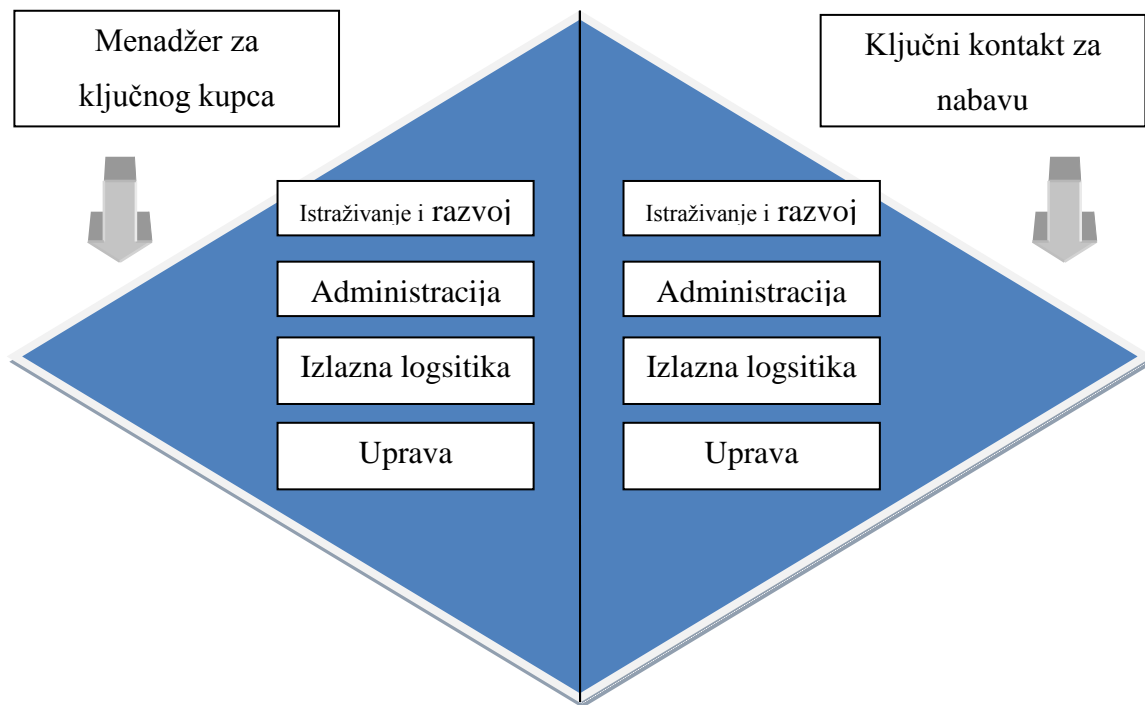 Menadžer za
ključnog kupca
Ključni kontakt za
nabavu
Istraživanje i razvoj
Istraživanje i razvoj
Administracija
Administracija
Izlazna logsitika
Izlazna logsitika
Uprava
Uprava